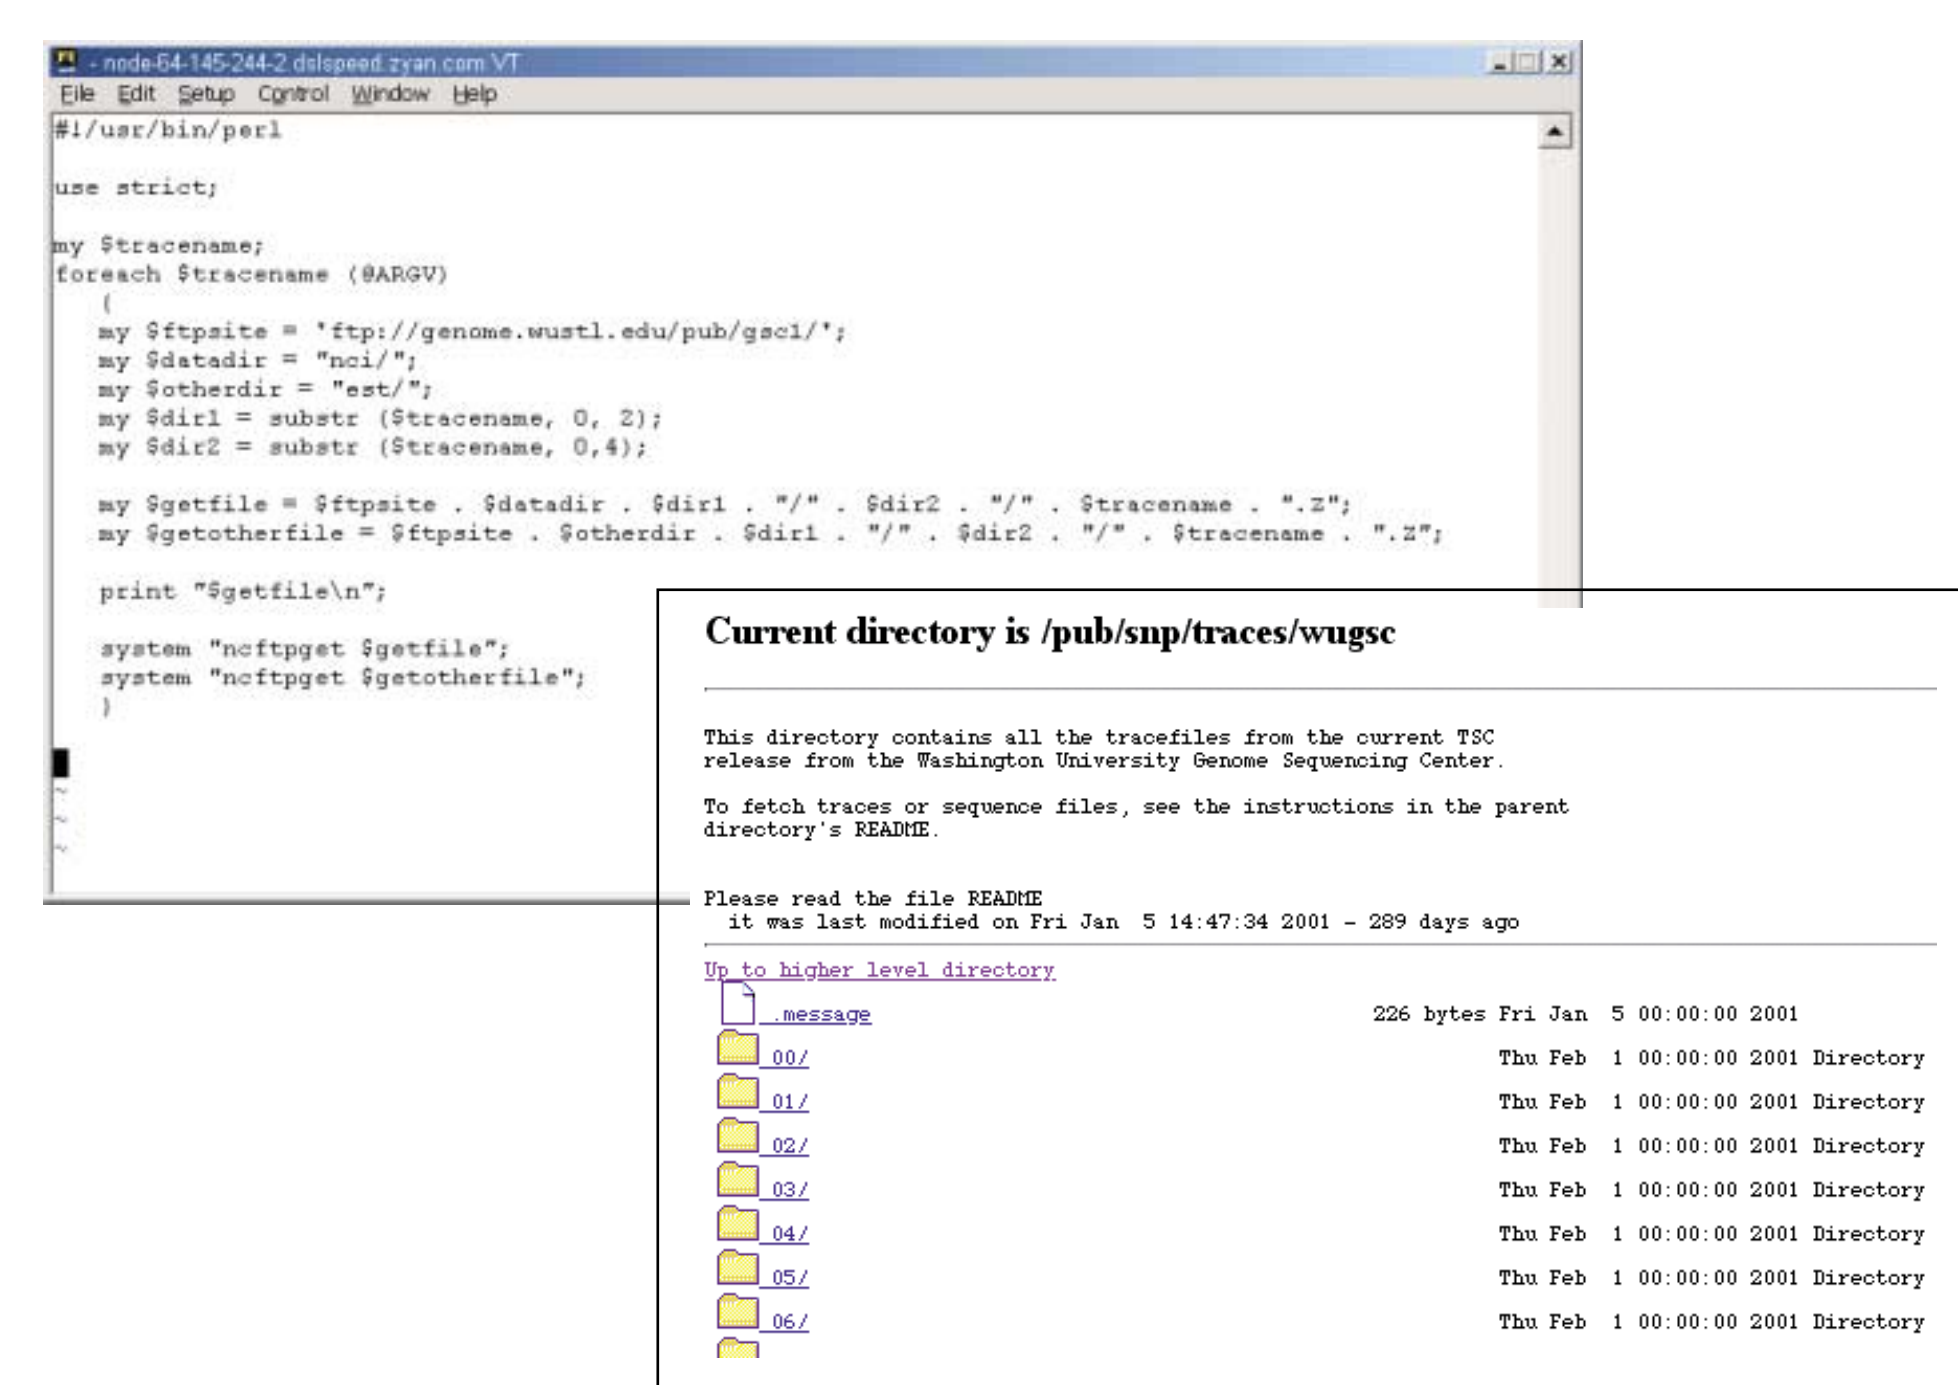 - node-64-145-244-2.dslspeed.zyan.com VT
File Edit Setup Control Window Help
#!/usr/bin/perl
use strict;
my $tracename;
foreach $tracename (@ARGV)
{
my $ftpsite = 'ftp://genome.wustl.edu/pub/gsc1/';
my $datadir = "nci/";
my $otherdir = "est/";
my $dir1 = substr ($tracename, 0, 2);
my $dir2 = substr ($tracename, 0,4);
my $getfile = $ftpsite . $datadir . $dir1 . "/" . $dir2 . "/" . $tracename . ".Z";
my $getotherfile = $ftpsite . $otherdir . $dir1 . "/" . $dir2 . "/" . $tracename . ".Z";
print "$getfile\n";
system "ncftpget $getfile";
system "ncftpget $getotherfile";
}
~
~
~
Current directory is /pub/snp/traces/wugsc
This directory contains all the tracefiles from the current TSC
release from the Washington University Genome Sequencing Center.
To fetch traces or sequence files, see the instructions in the parent
directory's README.
Please read the file README
it was last modified on Fri Jan 5 14:47:34 2001 - 289 days ago
Up to higher level directory
.message 226 bytes Fri Jan 5 00:00:00 2001
00/ Thu Feb 1 00:00:00 2001 Directory
01/ Thu Feb 1 00:00:00 2001 Directory
02/ Thu Feb 1 00:00:00 2001 Directory
03/ Thu Feb 1 00:00:00 2001 Directory
04/ Thu Feb 1 00:00:00 2001 Directory
05/ Thu Feb 1 00:00:00 2001 Directory
06/ Thu Feb 1 00:00:00 2001 Directory